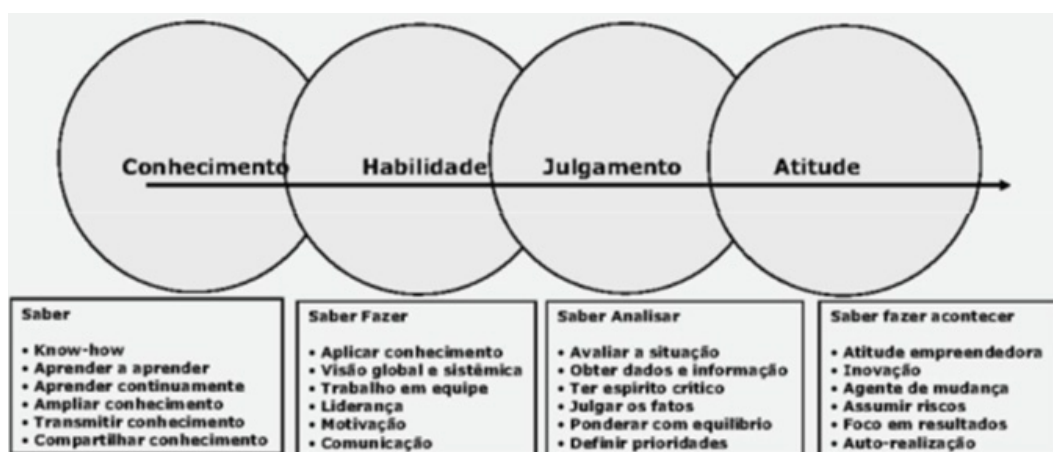 Conhecimento
Habilidade
Julgamento
Atitude
Saber
• Know-how
• Aprender a aprender
• Aprender continuamente
• Ampliar conhecimento
• Transmitir conhecimento
• Compartilhar conhecimento
Saber Fazer
• Aplicar conhecimento
• Visão global e sistêmica
• Trabalho em equipe
• Liderança
• Motivação
• Comunicação
Saber Analisar
• Avaliar a situação
• Obter dados e informação
• Ter espirito critico
• Julgar os fatos
• Ponderar com equilibrio
• Definir prioridades
Saber fazer acontecer
• Atitude empreendedora
• Inovação
• Agente de mudança
• Assumir riscos
• Foco em resultados
• Auto-realização